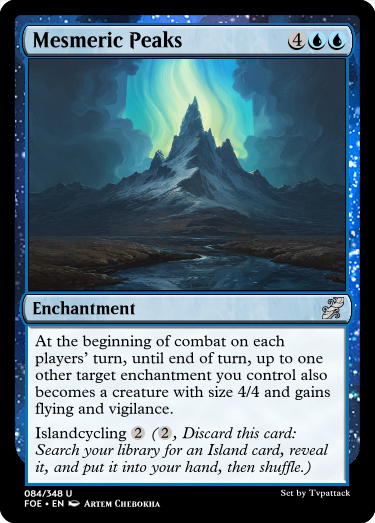 Mesmeric Peaks 4
Enchantment
At the beginning of combat on each
players' turn, until end of turn, up to one
other target enchantment you control also
becomes a creature with size 4/4 and gains
flying and vigilance.
Islandcycling 2 (2, Discard this card:
Search your library for an Island card, reveal
it, and put it into your hand, then shuffle.)
084/348 U
FOE • EN Artem Chebokha
Set by Tvpattack